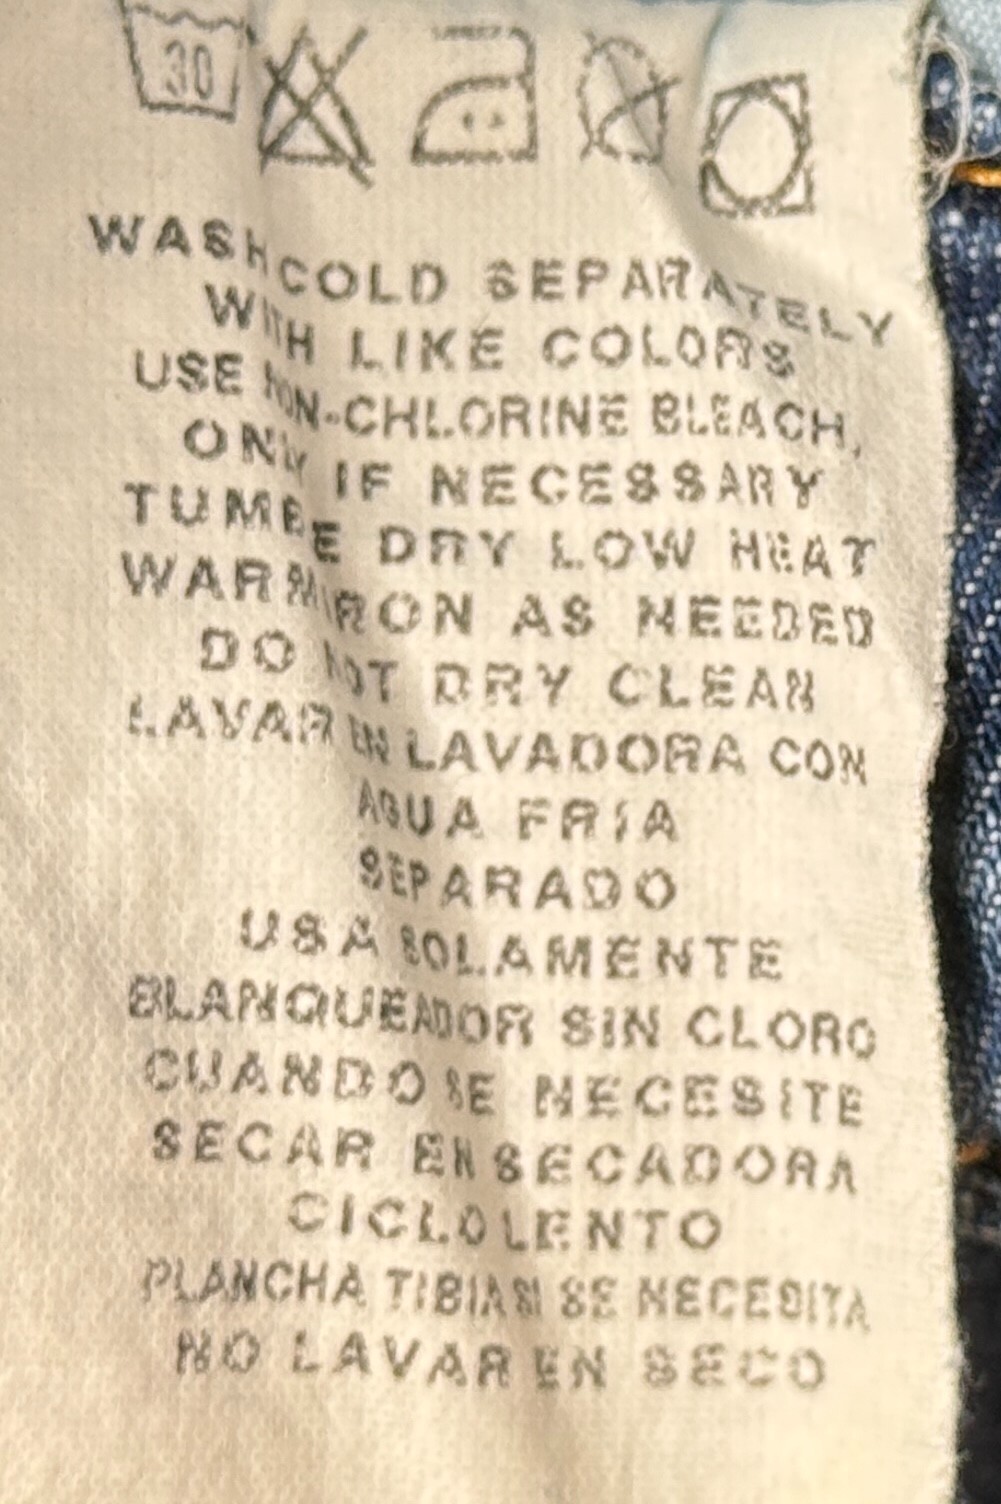 30
WASH COLD SEPARATELY
WITH LIKE COLORS
USE NON-CHLORINE BLEACH,
ONLY IF NECESSARY
TUMBLE DRY LOW HEAT
WARM IRON AS NEEDED
DO NOT DRY CLEAN
LAVAR EN LAVADORA CON
AGUA FRIA
SEPARADO
USA SOLAMENTE
BLANQUEADOR SIN CLORO
CUANDO SE NECESITE
SECAR EN SECADORA
CICLO LENTO
PLANCHA TIBIA SI SE NECESITA
NO LAVAR EN SECO